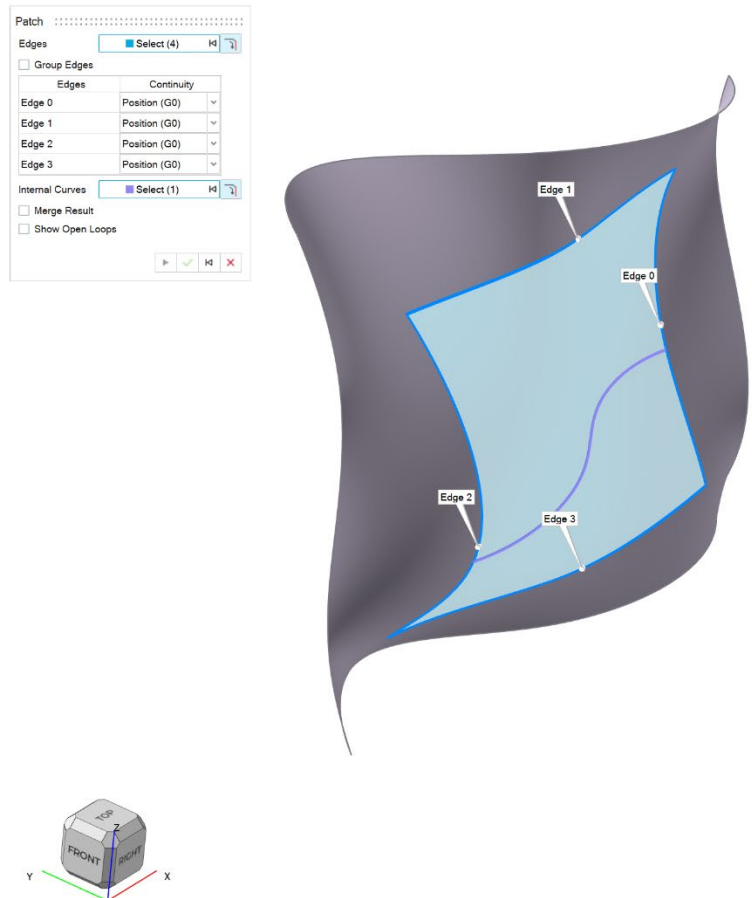 Patch
Edges Select (4)
Group Edges
Edges Continuity
Edge 0 Position (G0)
Edge 1 Position (G0)
Edge 2 Position (G0)
Edge 3 Position (G0)
Internal Curves Select (1)
Merge Result
Show Open Loops
Edge 1
Edge 0
Edge 2
Edge 3
TOP
Z
FRONT RIGHT
Y X